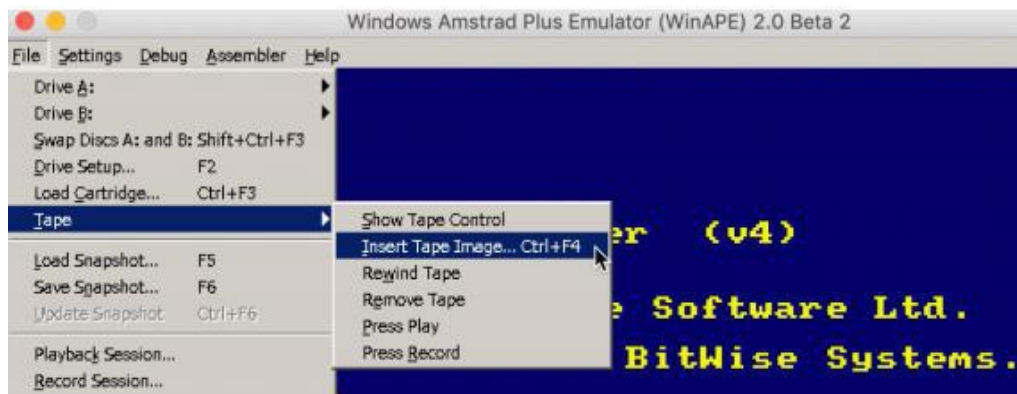 Windows Amstrad Plus Emulator (WinAPE) 2.0 Beta 2
File Settings Debug Assembler Help
Drive A:
Drive B:
Swap Discs A: and B: Shift+Ctrl+F3
Drive Setup... F2
Load Cartridge... Ctrl+F3
Tape
Load Snapshot... F5
Save Snapshot... F6
Update Snapshot Ctrl+F6
Playback Session...
Record Session...
Show Tape Control
Insert Tape Image... Ctrl+F4
Rewind Tape
Remove Tape
Press Play
Press Record
er (v4)
e Software Ltd.
BitWise Systems.